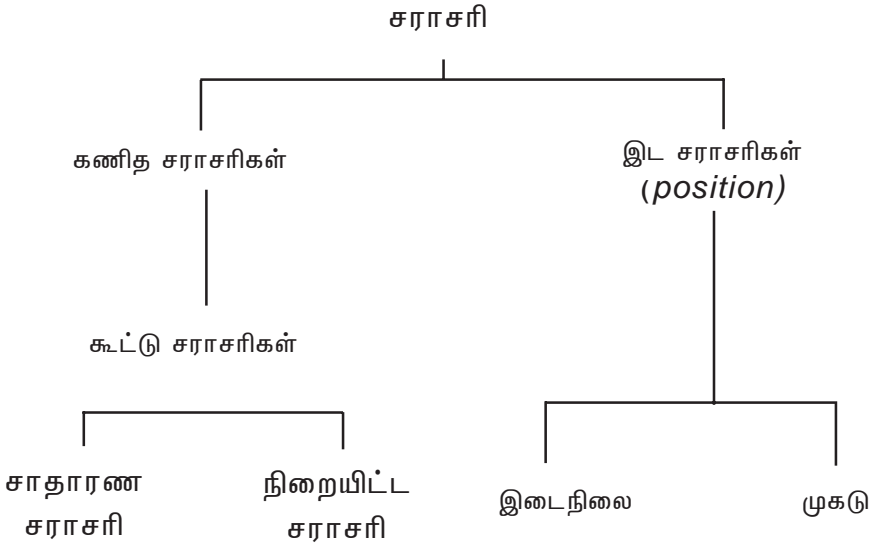 சராசரி
கணித சராசரிகள்
இட சராசரிகள்
(position)
கூட்டு சராசரிகள்
சாதாரண
சராசரி
நிறையிட்ட
சராசரி
இடைநிலை
முகடு